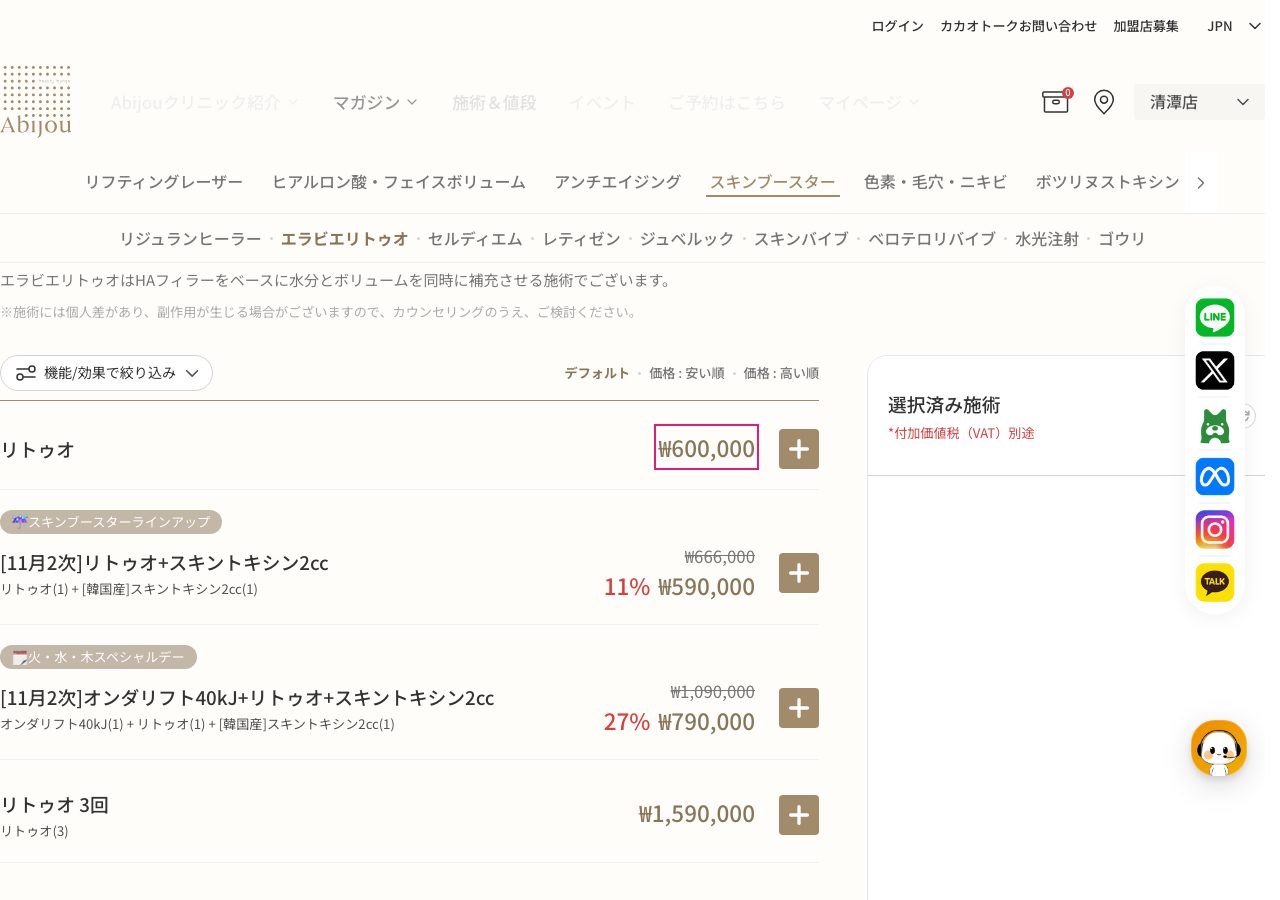 ログイン カカオトークお問い合わせ 加盟店募集 JPN
Abijou
Abijouクリニック紹介 マガジン 施術＆値段 イベント ご予約はこちら マイページ
0
清潭店
リフティングレーザー ヒアルロン酸・フェイスボリューム アンチエイジング スキンブースター 色素・毛穴・ニキビ ボツリヌストキシン
リジュランヒーラー · エラビエリトゥオ · セルディエム · レティゼン · ジュベルック · スキンバイブ · ベロテロリバイブ · 水光注射 · ゴウリ
エラビエリトゥオはHAフィラーをベースに水分とボリュームを同時に補充させる施術でございます。
※施術には個人差があり、副作用が生じる場合がございますので、カウンセリングのうえ、ご検討ください。
機能/効果で絞り込み
デフォルト · 価格 : 安い順 · 価格 : 高い順
リトゥオ
₩600,000
スキンブースターラインアップ
[11月2次]リトゥオ+スキントキシン2cc
リトゥオ(1) + [韓国産]スキントキシン2cc(1)
₩666,000
11% ₩590,000
火・水・木スペシャルデー
[11月2次]オンダリフト40kJ+リトゥオ+スキントキシン2cc
オンダリフト40kJ(1) + リトゥオ(1) + [韓国産]スキントキシン2cc(1)
₩1,090,000
27% ₩790,000
リトゥオ 3回
リトゥオ(3)
₩1,590,000
選択済み施術
*付加価値税（VAT）別途
LINE
TALK